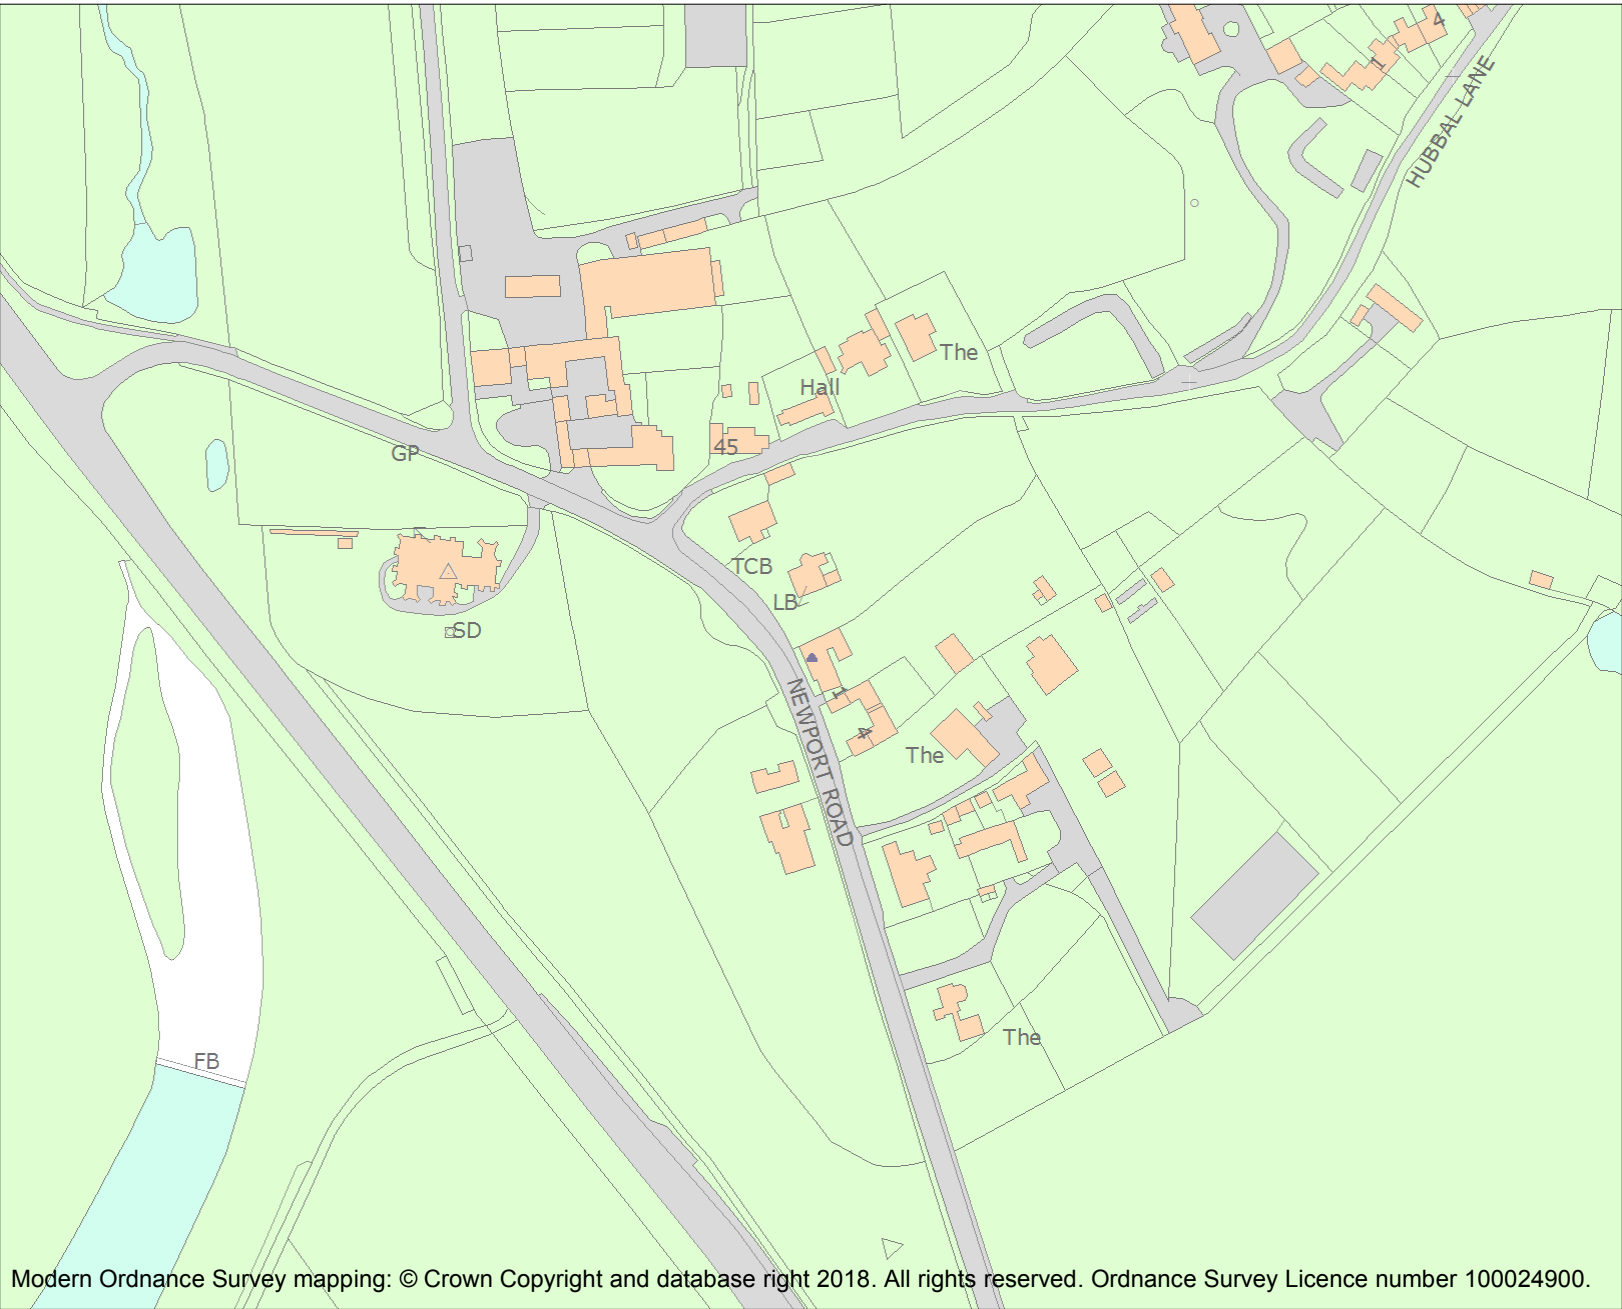 4
1
HUBBAL LANE
The
Hall
45
GP
TCB
LB
SD
1
4
NEWPORT ROAD
The
The
FB
Modern Ordnance Survey mapping: © Crown Copyright and database right 2018. All rights reserved. Ordnance Survey Licence number 100024900.